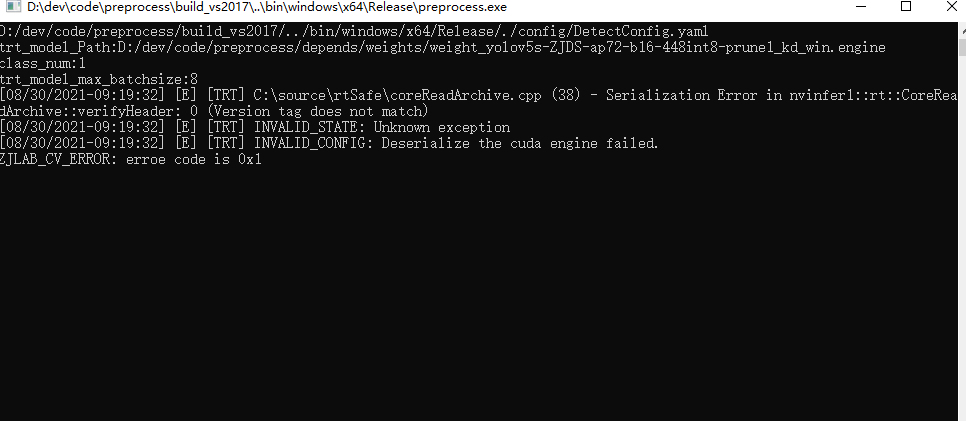 D:\dev\code\preprocess\build_vs2017\..\bin\windows\x64\Release\preprocess.exe
D:/dev/code/preprocess/build_vs2017/../bin/windows/x64/Release/./config/DetectConfig.yaml
trt_model_Path:D:/dev/code/preprocess/depends/weights/weight_yolov5s-ZJDS-ap72-b16-448int8-prune1_kd_win.engine
class_num:1
trt_model_max_batchsize:8
[08/30/2021-09:19:32] [E] [TRT] C:\source\rtSafe\coreReadArchive.cpp (38) - Serialization Error in nvinfer1::rt::CoreRea
dArchive::verifyHeader: 0 (Version tag does not match)
[08/30/2021-09:19:32] [E] [TRT] INVALID_STATE: Unknown exception
[08/30/2021-09:19:32] [E] [TRT] INVALID_CONFIG: Deserialize the cuda engine failed.
ZJLAB_CV_ERROR: erroe code is 0x1